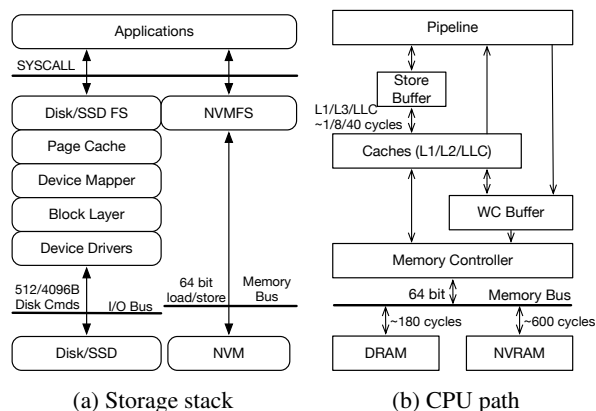 Applications
SYSCALL
Disk/SSD FS
NVMFS
Page Cache
Device Mapper
Block Layer
Device Drivers
512/4096B
Disk Cmds
I/O Bus
64 bit
load/store
Memory
Bus
Disk/SSD
NVM
(a) Storage stack
Pipeline
Store
Buffer
L1/L3/LLC
~1/8/40 cycles
Caches (L1/L2/LLC)
WC Buffer
Memory Controller
64 bit
Memory Bus
~180 cycles
~600 cycles
DRAM
NVRAM
(b) CPU path